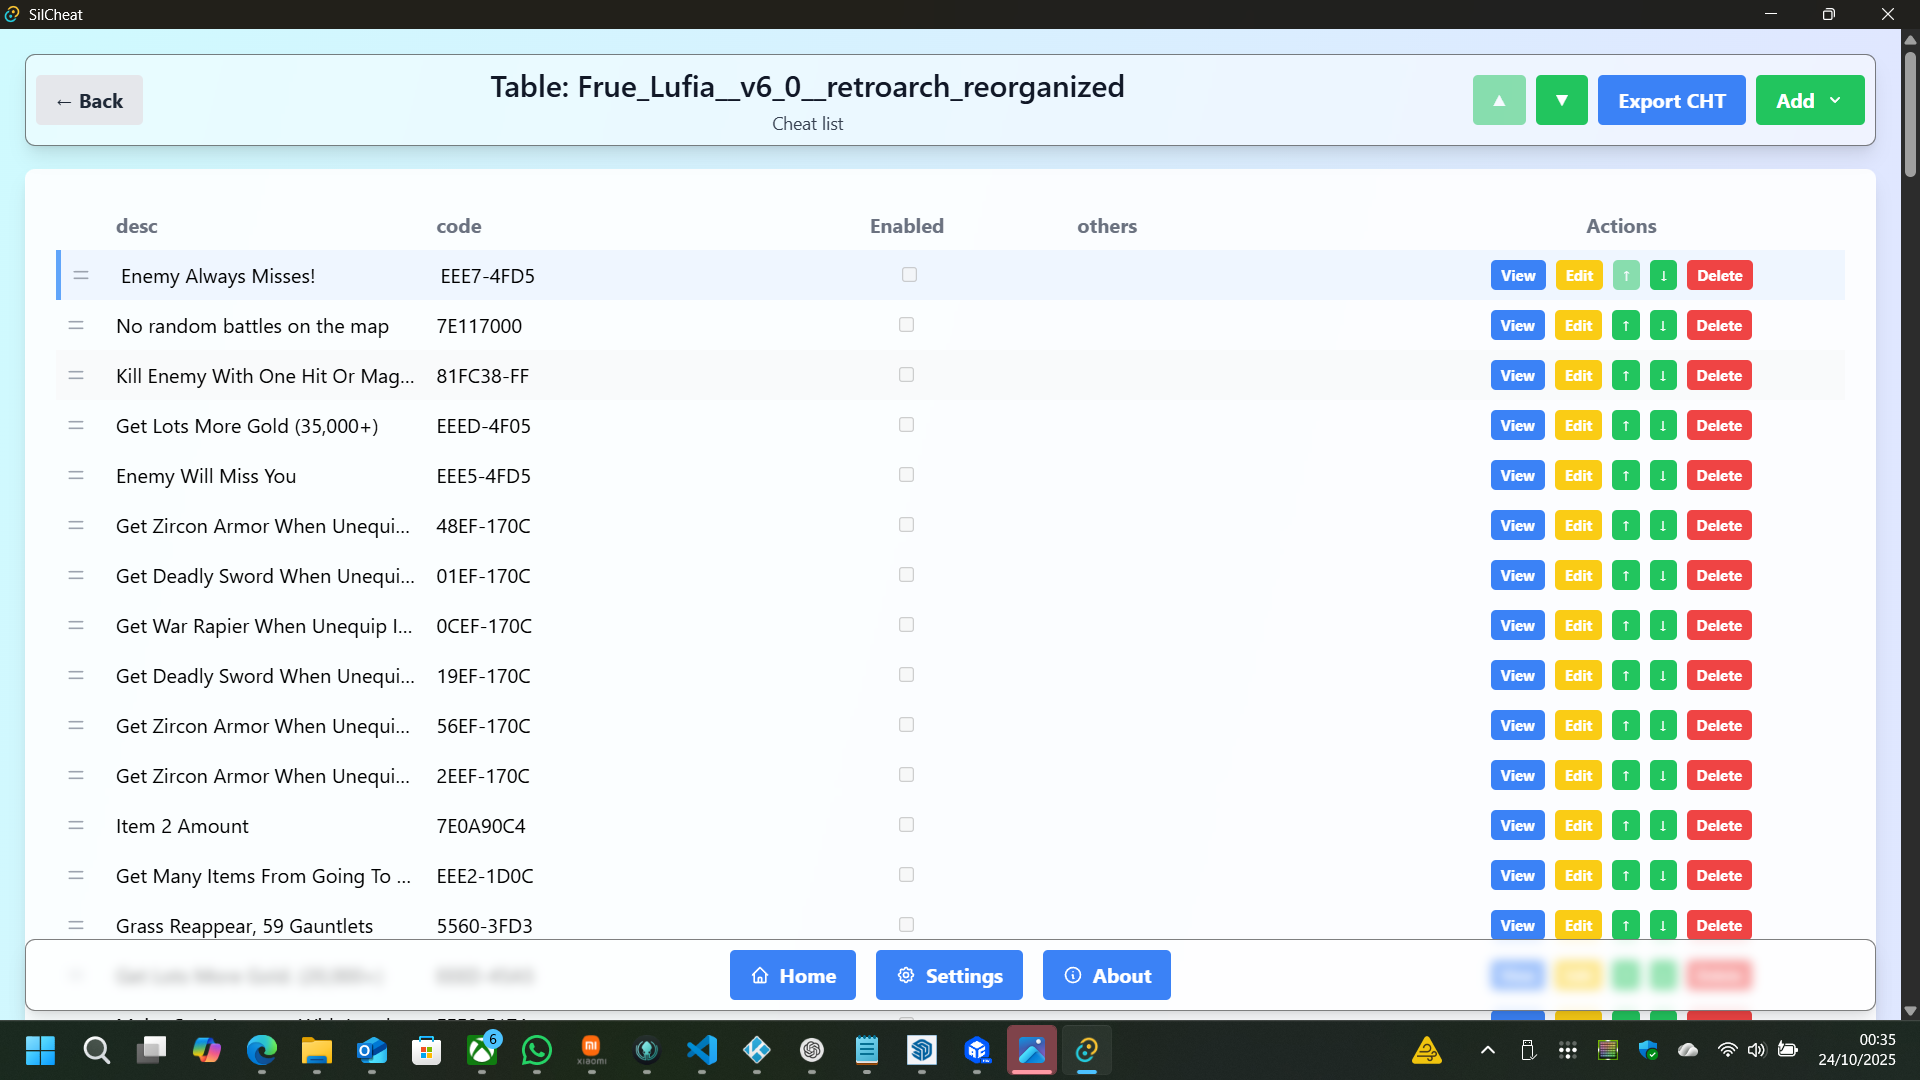 SilCheat
← Back
Table: Frue_Lufia__v6_0__retroarch_reorganized
Cheat list
▲ ▼ Export CHT Add
desc code Enabled others Actions
Enemy Always Misses! EEE7-4FD5 View Edit ↑ ↓ Delete
No random battles on the map 7E117000 View Edit ↑ ↓ Delete
Kill Enemy With One Hit Or Mag... 81FC38-FF View Edit ↑ ↓ Delete
Get Lots More Gold (35,000+) EEED-4F05 View Edit ↑ ↓ Delete
Enemy Will Miss You EEE5-4FD5 View Edit ↑ ↓ Delete
Get Zircon Armor When Unequi... 48EF-170C View Edit ↑ ↓ Delete
Get Deadly Sword When Unequi... 01EF-170C View Edit ↑ ↓ Delete
Get War Rapier When Unequip I... 0CEF-170C View Edit ↑ ↓ Delete
Get Deadly Sword When Unequi... 19EF-170C View Edit ↑ ↓ Delete
Get Zircon Armor When Unequi... 56EF-170C View Edit ↑ ↓ Delete
Get Zircon Armor When Unequi... 2EEF-170C View Edit ↑ ↓ Delete
Item 2 Amount 7E0A90C4 View Edit ↑ ↓ Delete
Get Many Items From Going To ... EEE2-1D0C View Edit ↑ ↓ Delete
Grass Reappear, 59 Gauntlets 5560-3FD3 View Edit ↑ ↓ Delete
Home Settings About
6
mi
xiaomi
00:35
24/10/2025